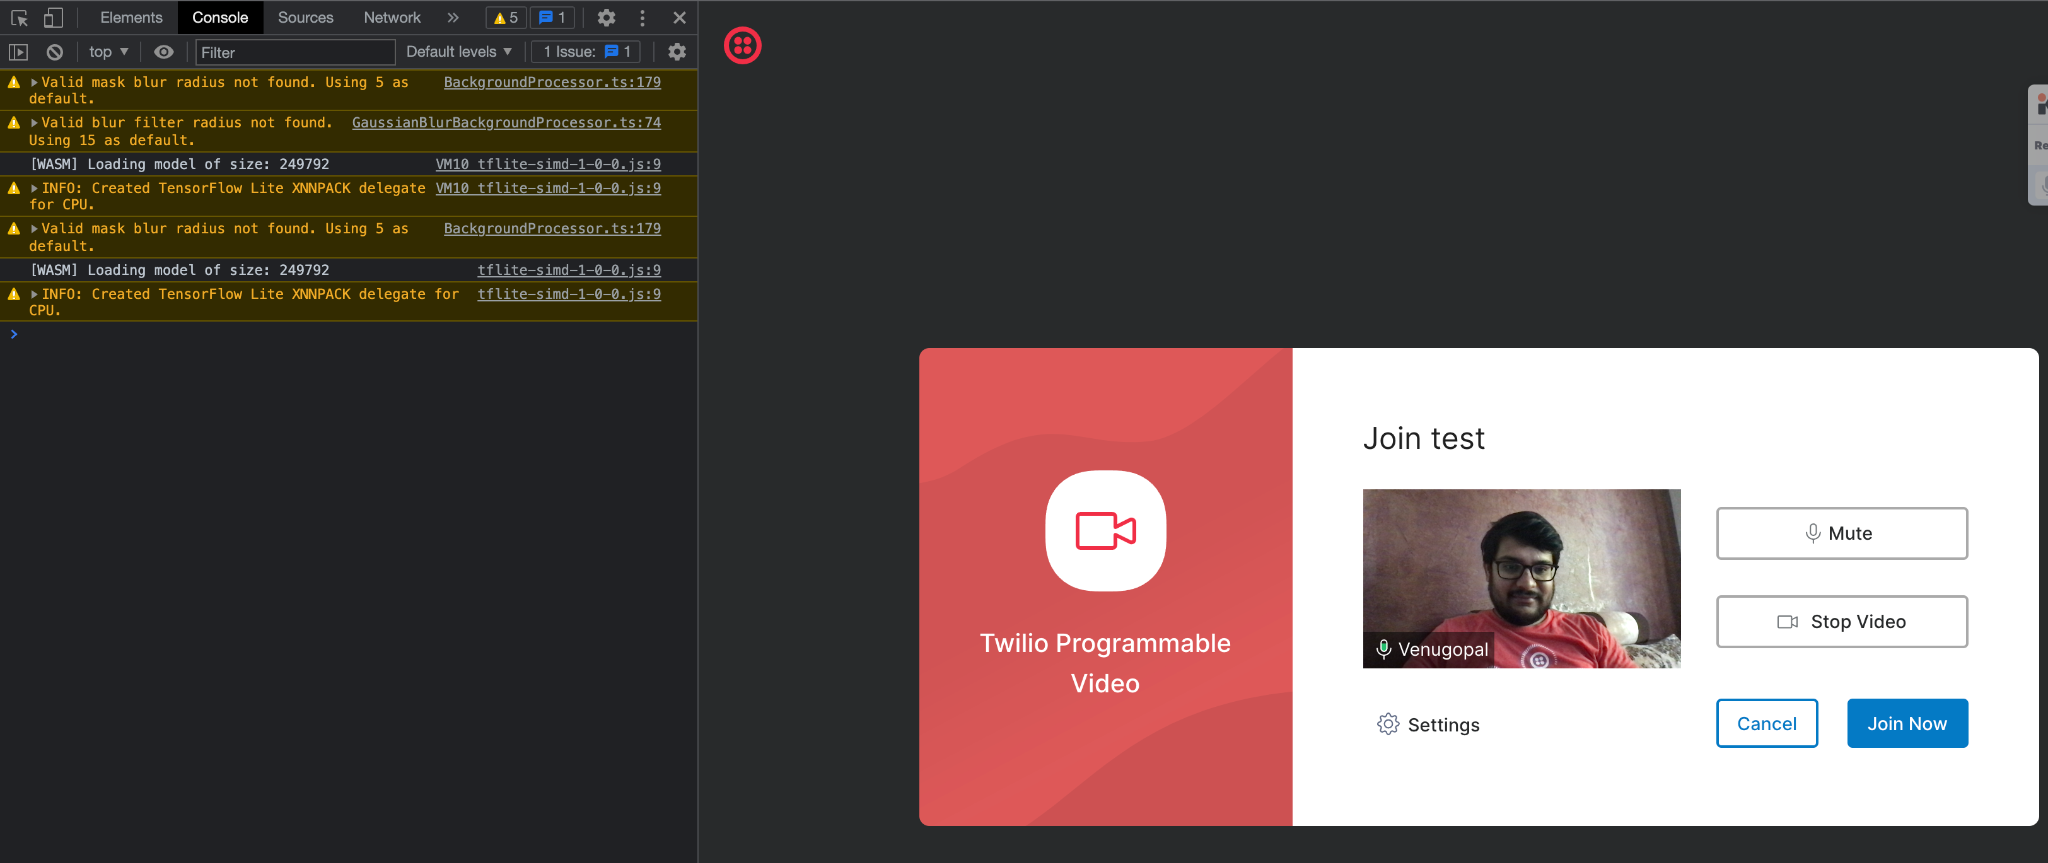 Elements Console Sources Network » 5 1
top ▼ Filter Default levels ▼ 1 Issue: 1
Valid mask blur radius not found. Using 5 as BackgroundProcessor.ts:179
default.
Valid blur filter radius not found. GaussianBlurBackgroundProcessor.ts:74
Using 15 as default.
[WASM] Loading model of size: 249792 VM10 tflite-simd-1-0-0.js:9
INFO: Created TensorFlow Lite XNNPACK delegate VM10 tflite-simd-1-0-0.js:9
for CPU.
Valid mask blur radius not found. Using 5 as BackgroundProcessor.ts:179
default.
[WASM] Loading model of size: 249792 tflite-simd-1-0-0.js:9
INFO: Created TensorFlow Lite XNNPACK delegate for tflite-simd-1-0-0.js:9
CPU.
Re
Twilio Programmable
Video
Join test
Venugopal
Mute
Stop Video
Settings
Cancel
Join Now